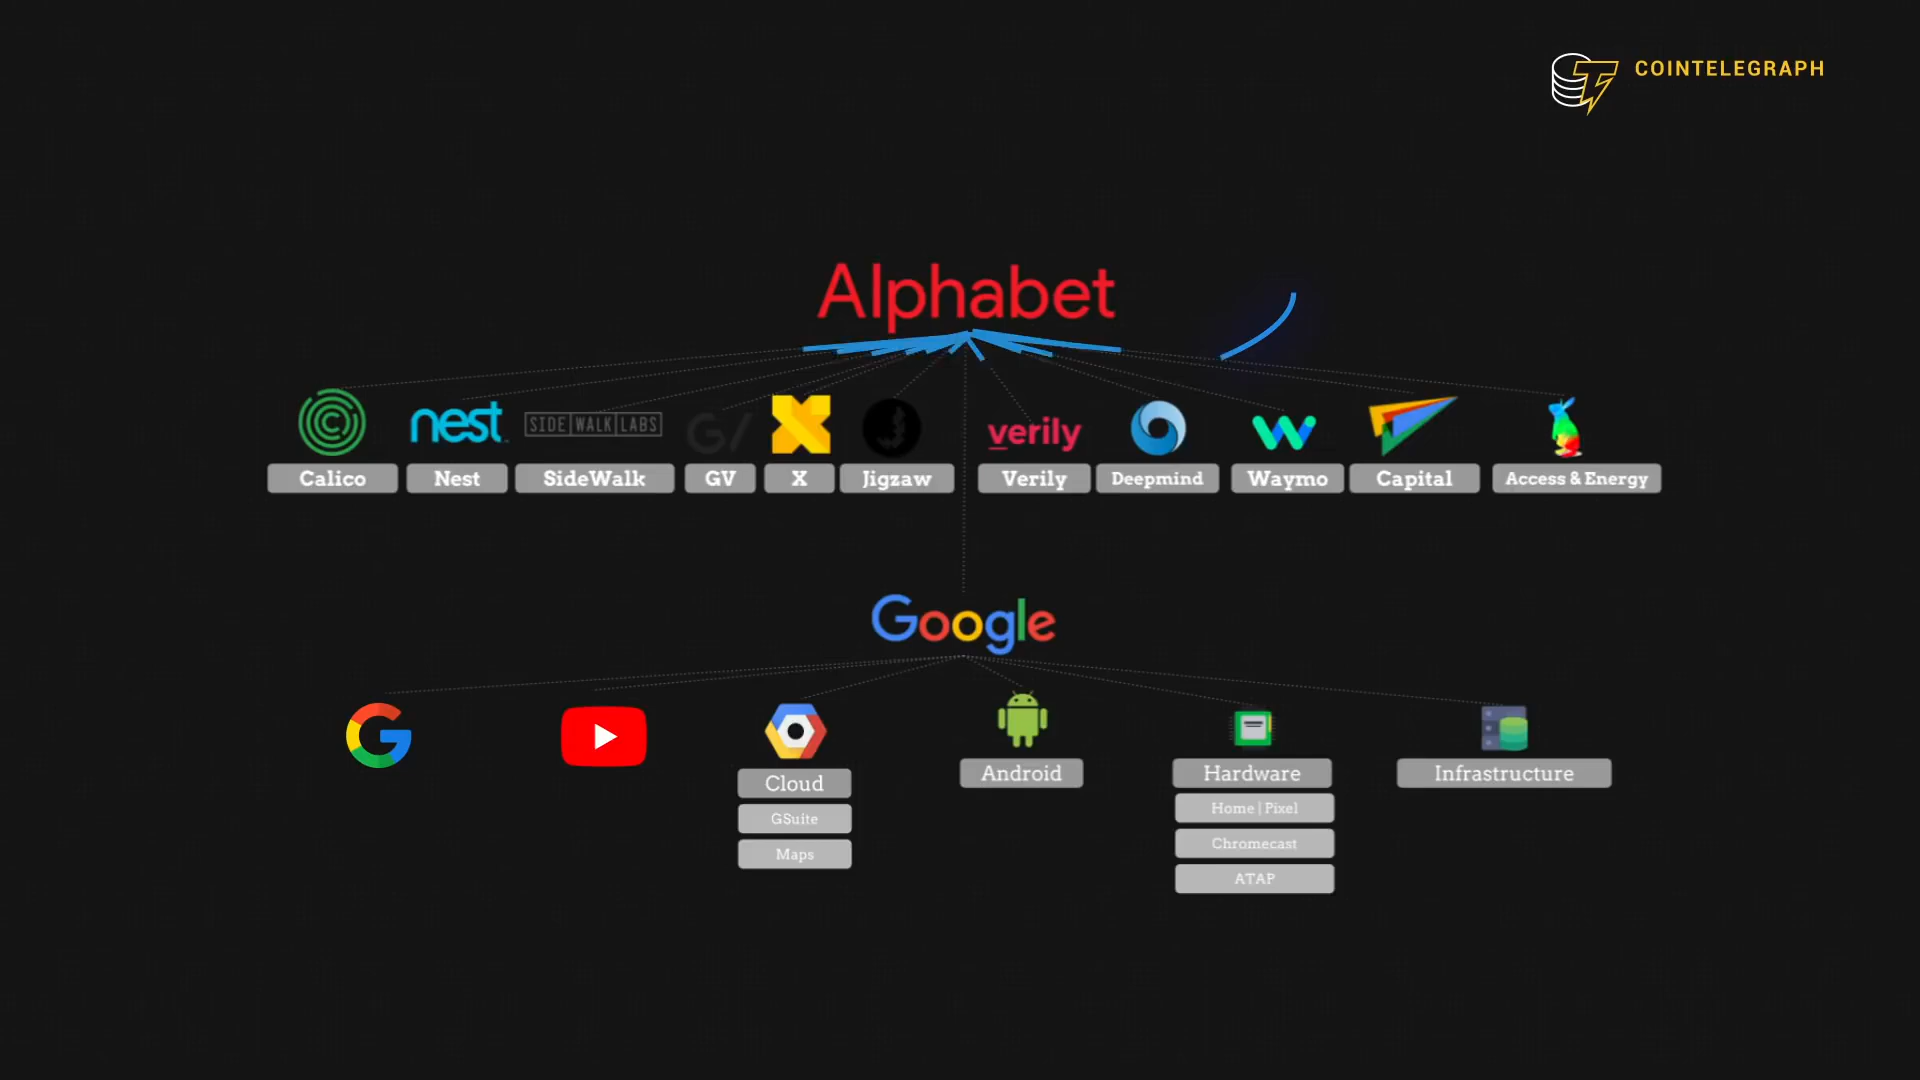 COINTELEGRAPH
Alphabet
nest
SIDE WALK LABS
GV
verily
Calico
Nest
SideWalk
GV
X
Jigzaw
Verily
Deepmind
Waymo
Capital
Access & Energy
Google
Cloud
GSuite
Maps
Android
Hardware
Home | Pixel
Chromecast
ATAP
Infrastructure